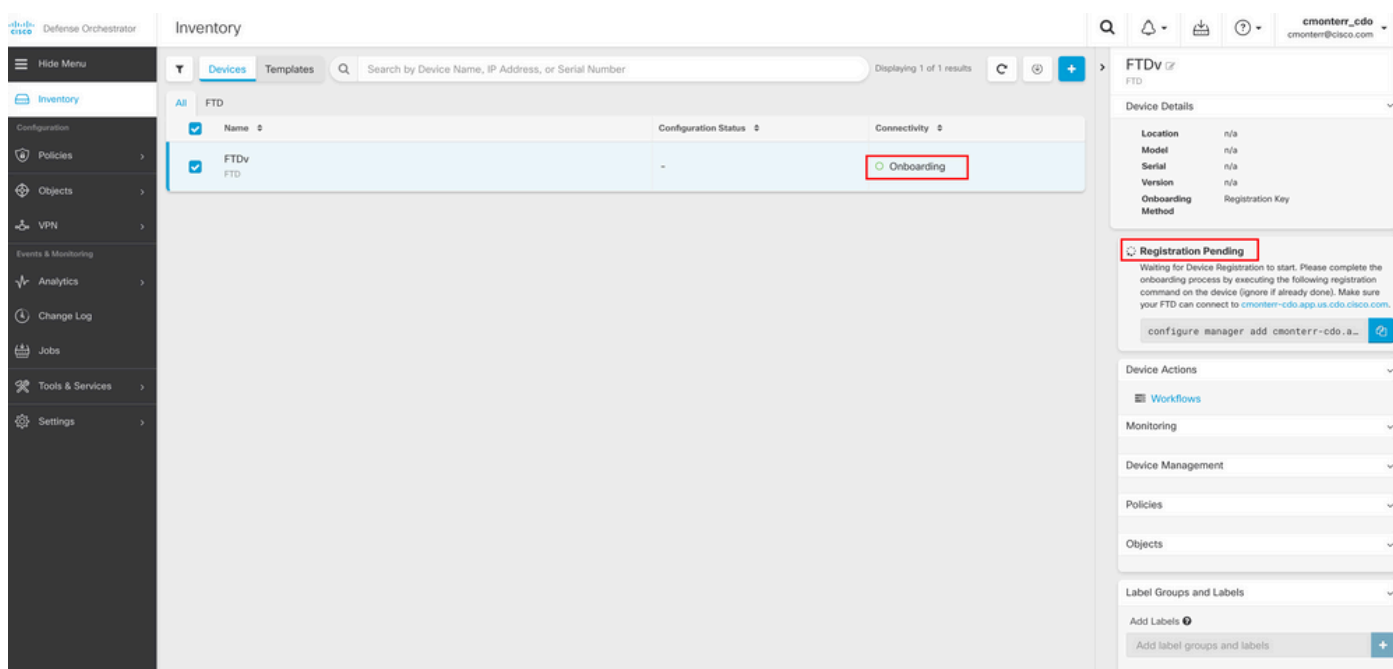 CISCO Defense Orchestrator
Inventory
cmonterr_cdo
cmonterr@cisco.com
Hide Menu
Inventory
Configuration
Policies
Objects
VPN
Events & Monitoring
Analytics
Change Log
Jobs
Tools & Services
Settings
Devices Templates Search by Device Name, IP Address, or Serial Number Displaying 1 of 1 results
All FTD
Name Configuration Status Connectivity
FTDv - Onboarding
FTD
FTDv
FTD
Device Details
Location n/a
Model n/a
Serial n/a
Version n/a
Onboarding Registration Key
Method
Registration Pending
Waiting for Device Registration to start. Please complete the
onboarding process by executing the following registration
command on the device (ignore if already done). Make sure
your FTD can connect to cmonterr-cdo.app.us.cdo.cisco.com.
configure manager add cmonterr-cdo.a…
Device Actions
Workflows
Monitoring
Device Management
Policies
Objects
Label Groups and Labels
Add Labels
Add label groups and labels